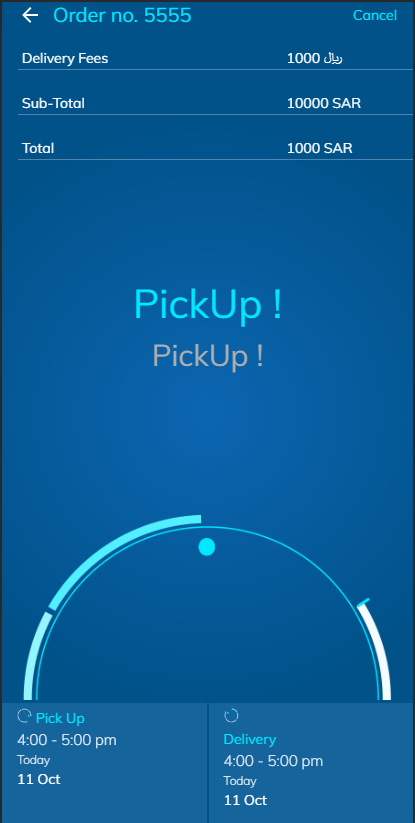 Order no. 5555
Cancel
Delivery Fees 1000 ﷼
Sub-Total 10000 SAR
Total 1000 SAR
PickUp !
PickUp !
Pick Up
4:00 - 5:00 pm
Today
11 Oct
Delivery
4:00 - 5:00 pm
Today
11 Oct